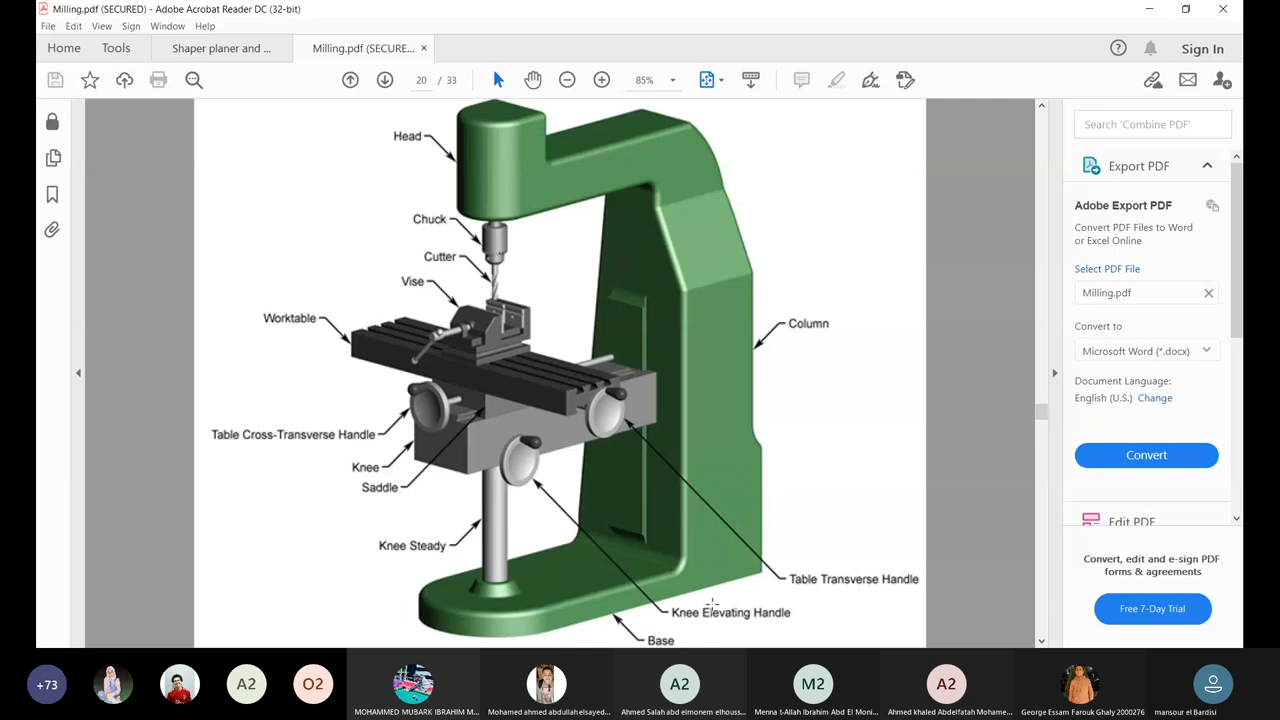 Milling.pdf (SECURED) - Adobe Acrobat Reader DC (32-bit)
File Edit View Sign Window Help
Home Tools Shaper planer and ... Milling.pdf (SECURE... × Sign In
20 / 33 85%
Search 'Combine PDF'
Export PDF
Adobe Export PDF
Convert PDF Files to Word
or Excel Online
Select PDF File
Milling.pdf
Convert to
Microsoft Word (*.docx)
Document Language:
English (U.S.) Change
Convert
Edit PDF
Convert, edit and e-sign PDF
forms & agreements
Free 7-Day Trial
Head
Chuck
Cutter
Vise
Worktable
Column
Table Cross-Transverse Handle
Knee
Saddle
Knee Steady
Table Transverse Handle
Knee Elevating Handle
Base
+73 A2 O2 A2 M2 A2
MOHAMMED MUBARK IBRAHIM M...
Mohamed ahmed abdullah elsayed...
Ahmed Salah abd elmonem elhouss...
Menna t-Allah Ibrahim Abd El Moni...
Ahmed khaled Abdelfatah Mohame...
George Essam Farouk Ghaly 2000276
mansour el Bardisi